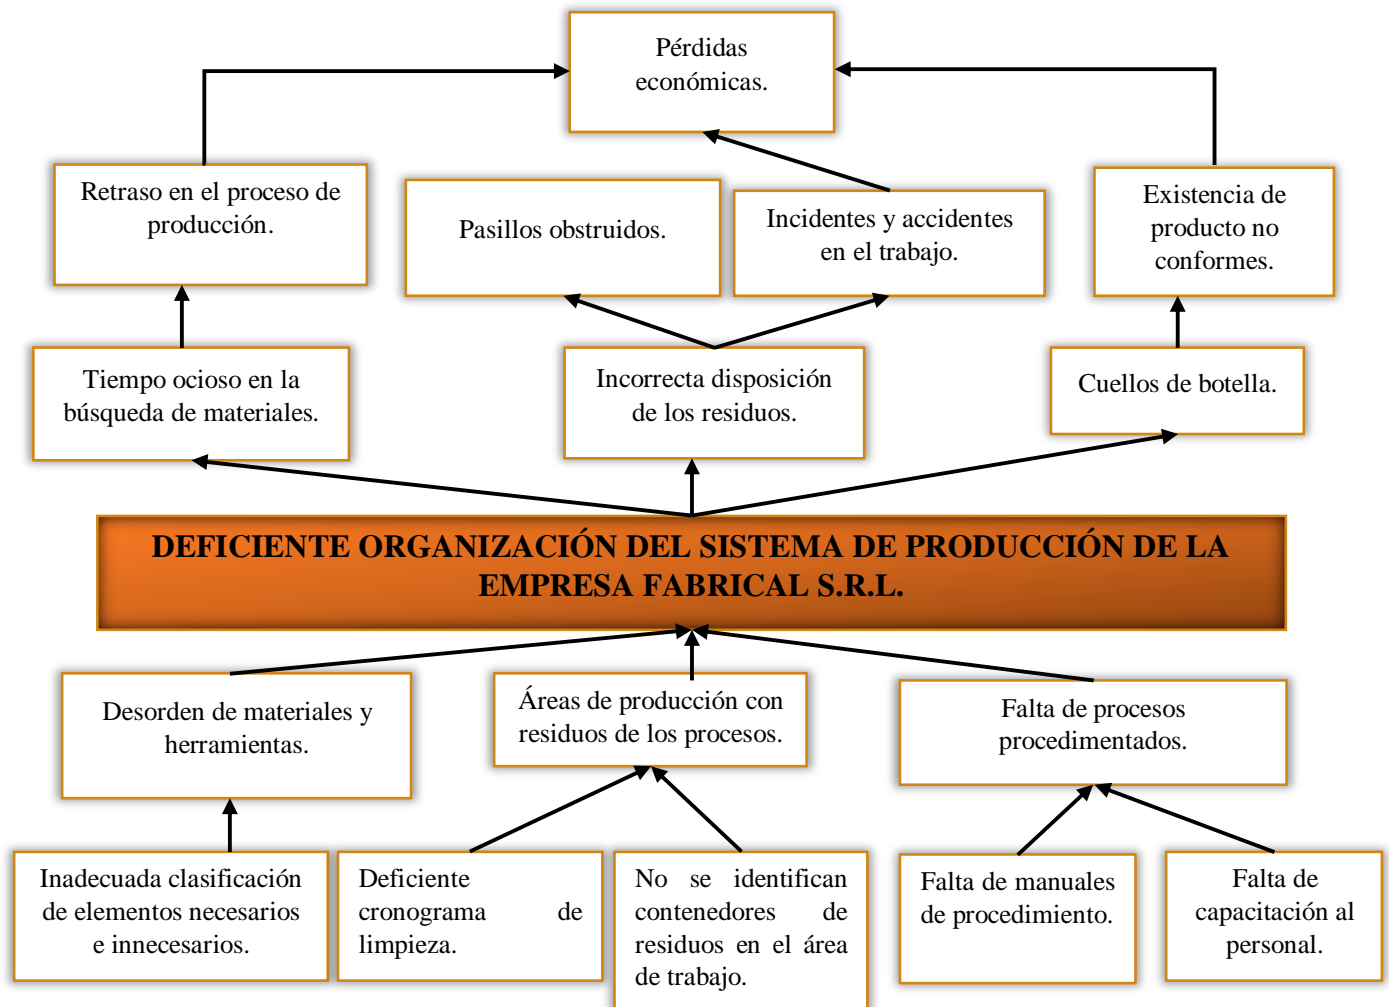 Pérdidas
económicas.
Retraso en el proceso de
producción.
Pasillos obstruidos.
Incidentes y accidentes
en el trabajo.
Existencia de
producto no
conformes.
Tiempo ocioso en la
búsqueda de materiales.
Incorrecta disposición
de los residuos.
Cuellos de botella.
DEFICIENTE ORGANIZACIÓN DEL SISTEMA DE PRODUCCIÓN DE LA
EMPRESA FABRICAL S.R.L.
Desorden de materiales y
herramientas.
Áreas de producción con
residuos de los procesos.
Falta de procesos
procedimentados.
Inadecuada clasificación
de elementos necesarios
e innecesarios.
Deficiente
cronograma de
limpieza.
No se identifican
contenedores de
residuos en el área
de trabajo.
Falta de manuales
de procedimiento.
Falta de
capacitación al
personal.